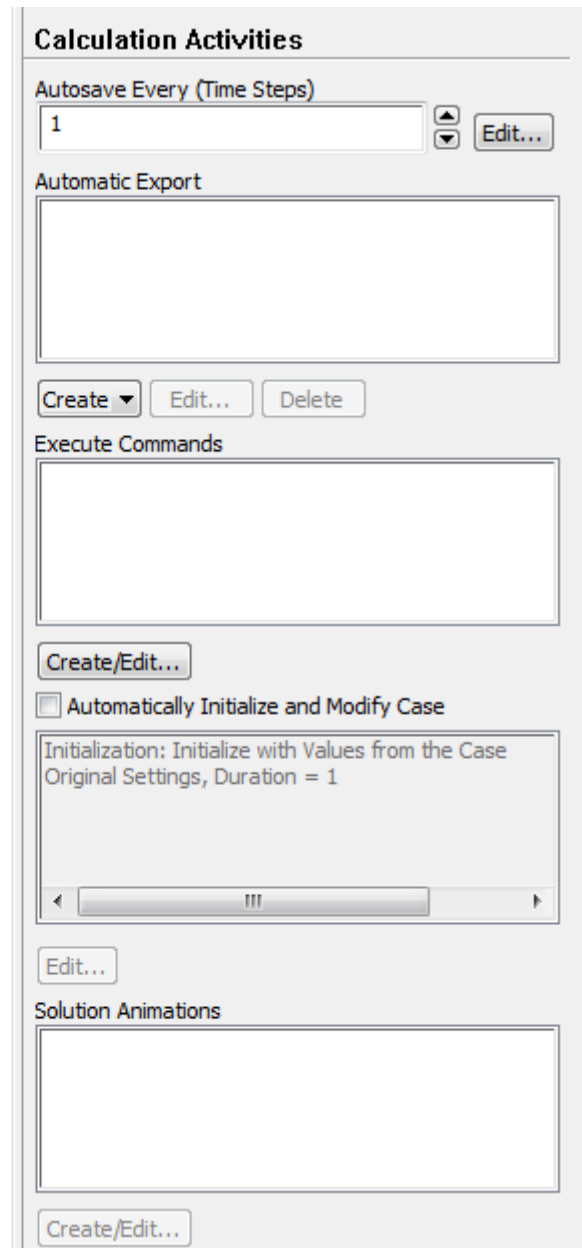 Calculation Activities
Autosave Every (Time Steps)
1
Edit...
Automatic Export
Create
Edit...
Delete
Execute Commands
Create/Edit...
Automatically Initialize and Modify Case
Initialization: Initialize with Values from the Case
Original Settings, Duration = 1
Edit...
Solution Animations
Create/Edit...